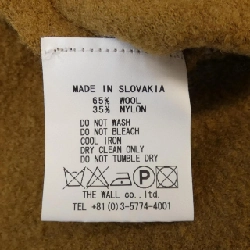 MADE IN SLOVAKIA
65% WOOL
35% NYLON
DO NOT WASH
DO NOT BLEACH
COOL IRON
DRY CLEAN ONLY
DO NOT TUMBLE DRY
P
THE WALL co.,ltd.
TEL +81(0)3-5774-4001